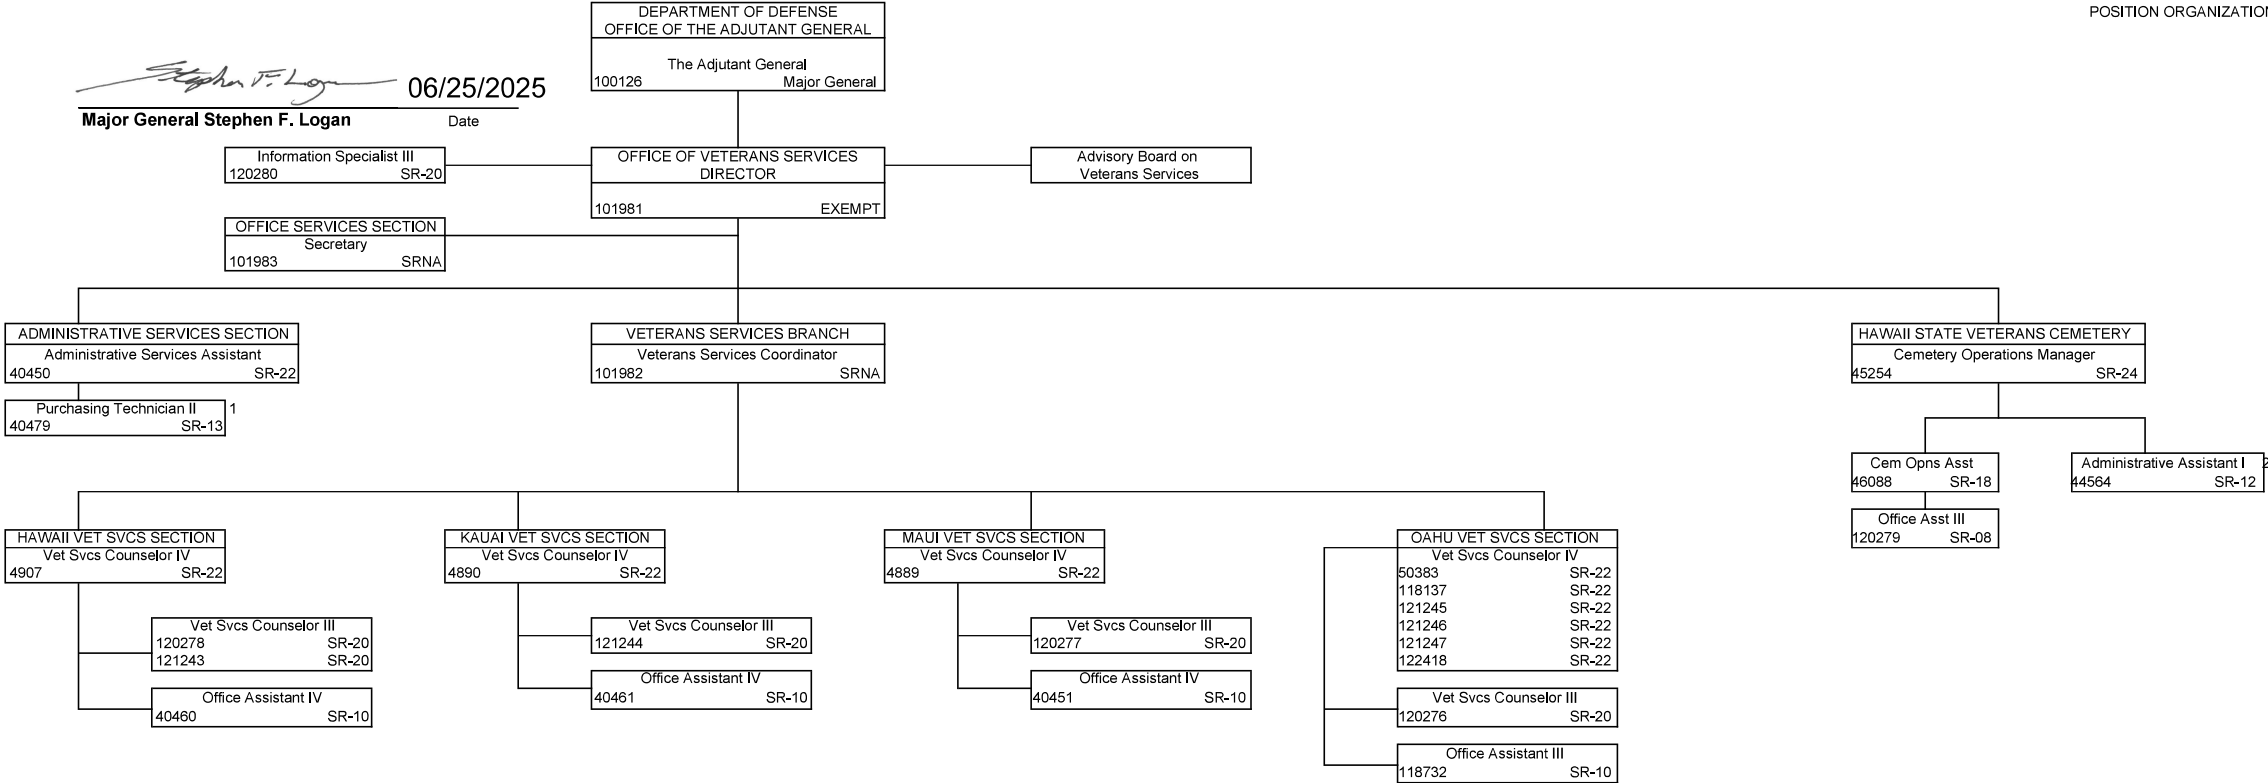 POSITION ORGANIZATION
DEPARTMENT OF DEFENSE
OFFICE OF THE ADJUTANT GENERAL
The Adjutant General
100126 Major General
Stephen F. Logan 06/25/2025
Major General Stephen F. Logan Date
Information Specialist III
120280 SR-20
OFFICE OF VETERANS SERVICES
DIRECTOR
101981 EXEMPT
Advisory Board on
Veterans Services
OFFICE SERVICES SECTION
Secretary
101983 SRNA
ADMINISTRATIVE SERVICES SECTION
Administrative Services Assistant
40450 SR-22
Purchasing Technician II 1
40479 SR-13
VETERANS SERVICES BRANCH
Veterans Services Coordinator
101982 SRNA
HAWAII STATE VETERANS CEMETERY
Cemetery Operations Manager
45254 SR-24
Cem Opns Asst
46088 SR-18
Administrative Assistant I 2
44564 SR-12
Office Asst III
120279 SR-08
HAWAII VET SVCS SECTION
Vet Svcs Counselor IV
4907 SR-22
Vet Svcs Counselor III
120278 SR-20
121243 SR-20
Office Assistant IV
40460 SR-10
KAUAI VET SVCS SECTION
Vet Svcs Counselor IV
4890 SR-22
Vet Svcs Counselor III
121244 SR-20
Office Assistant IV
40461 SR-10
MAUI VET SVCS SECTION
Vet Svcs Counselor IV
4889 SR-22
Vet Svcs Counselor III
120277 SR-20
Office Assistant IV
40451 SR-10
OAHU VET SVCS SECTION
Vet Svcs Counselor IV
50383 SR-22
118137 SR-22
121245 SR-22
121246 SR-22
121247 SR-22
122418 SR-22
Vet Svcs Counselor III
120276 SR-20
Office Assistant III
118732 SR-10